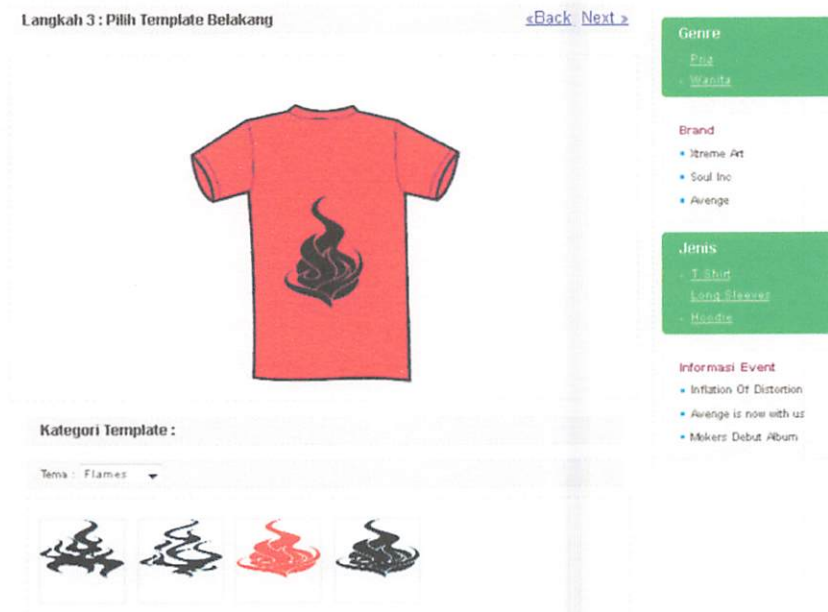 Langkah 3 : Pilih Template Belakang
«Back Next »
Kategori Template :
Tema : Flames
Genre
Pria
Wanita
Brand
Xtreme Art
Soul Inc
Avenge
Jenis
T Shirt
Long Sleeves
Hoodie
Informasi Event
Inflation Of Distortion
Avenge is now with us
Mekers Debut Album